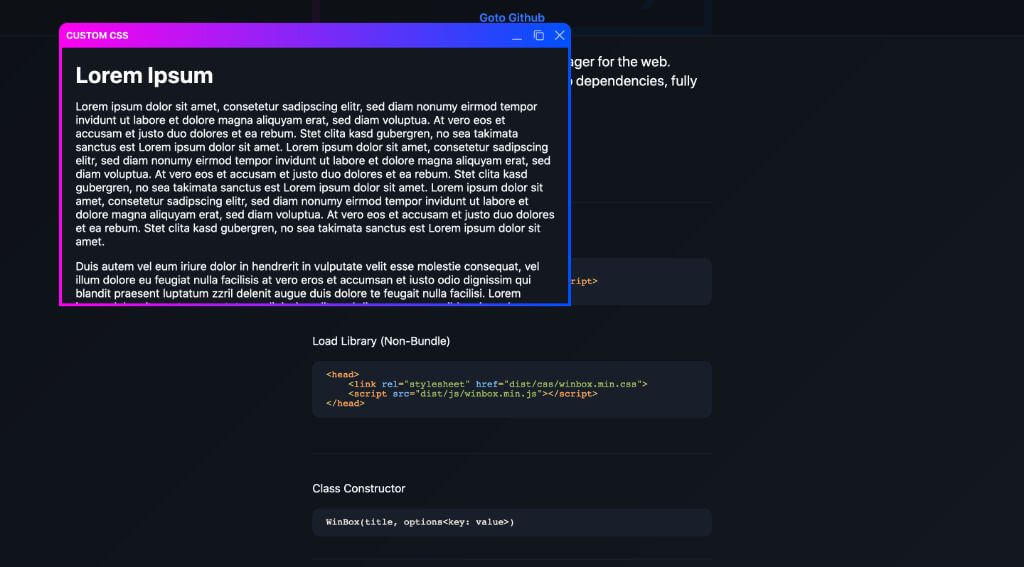 Goto Github
CUSTOM CSS
ager for the web.
dependencies, fully
Lorem Ipsum
Lorem ipsum dolor sit amet, consetetur sadipscing elitr, sed diam nonumy eirmod tempor
invidunt ut labore et dolore magna aliquyam erat, sed diam voluptua. At vero eos et
accusam et justo duo dolores et ea rebum. Stet clita kasd gubergren, no sea takimata
sanctus est Lorem ipsum dolor sit amet. Lorem ipsum dolor sit amet, consetetur sadipscing
elitr, sed diam nonumy eirmod tempor invidunt ut labore et dolore magna aliquyam erat, sed
diam voluptua. At vero eos et accusam et justo duo dolores et ea rebum. Stet clita kasd
gubergren, no sea takimata sanctus est Lorem ipsum dolor sit amet. Lorem ipsum dolor sit
amet, consetetur sadipscing elitr, sed diam nonumy eirmod tempor invidunt ut labore et
dolore magna aliquyam erat, sed diam voluptua. At vero eos et accusam et justo duo dolores
et ea rebum. Stet clita kasd gubergren, no sea takimata sanctus est Lorem ipsum dolor sit
amet.
Duis autem vel eum iriure dolor in hendrerit in vulputate velit esse molestie consequat, vel
illum dolore eu feugiat nulla facilisis at vero eros et accumsan et iusto odio dignissim qui
blandit praesent luptatum zzril delenit augue duis dolore te feugait nulla facilisi. Lorem
ript>
Load Library (Non-Bundle)
<head>
    <link rel="stylesheet" href="dist/css/winbox.min.css">
    <script src="dist/js/winbox.min.js"></script>
</head>
Class Constructor
WinBox(title, options<key: value>)